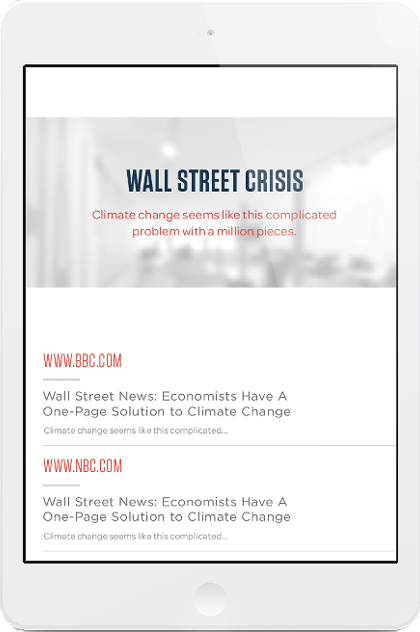 WALL STREET CRISIS
Climate change seems like this complicated
problem with a million pieces.
WWW.BBC.COM
Wall Street News: Economists Have A
One-Page Solution to Climate Change
Climate change seems like this complicated...
WWW.NBC.COM
Wall Street News: Economists Have A
One-Page Solution to Climate Change
Climate change seems like this complicated...